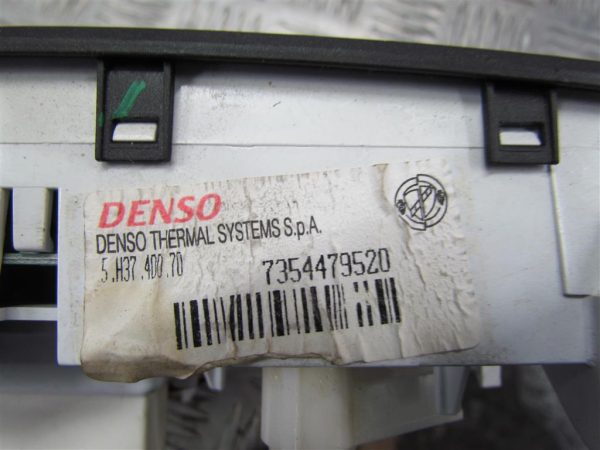 DENSO
DENSO THERMAL SYSTEMS S.p.A.
5.H37.400.70
7354479520